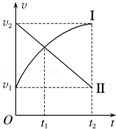 v
v₂
Ⅰ
v₁
Ⅱ
O
t₁
t₂
t